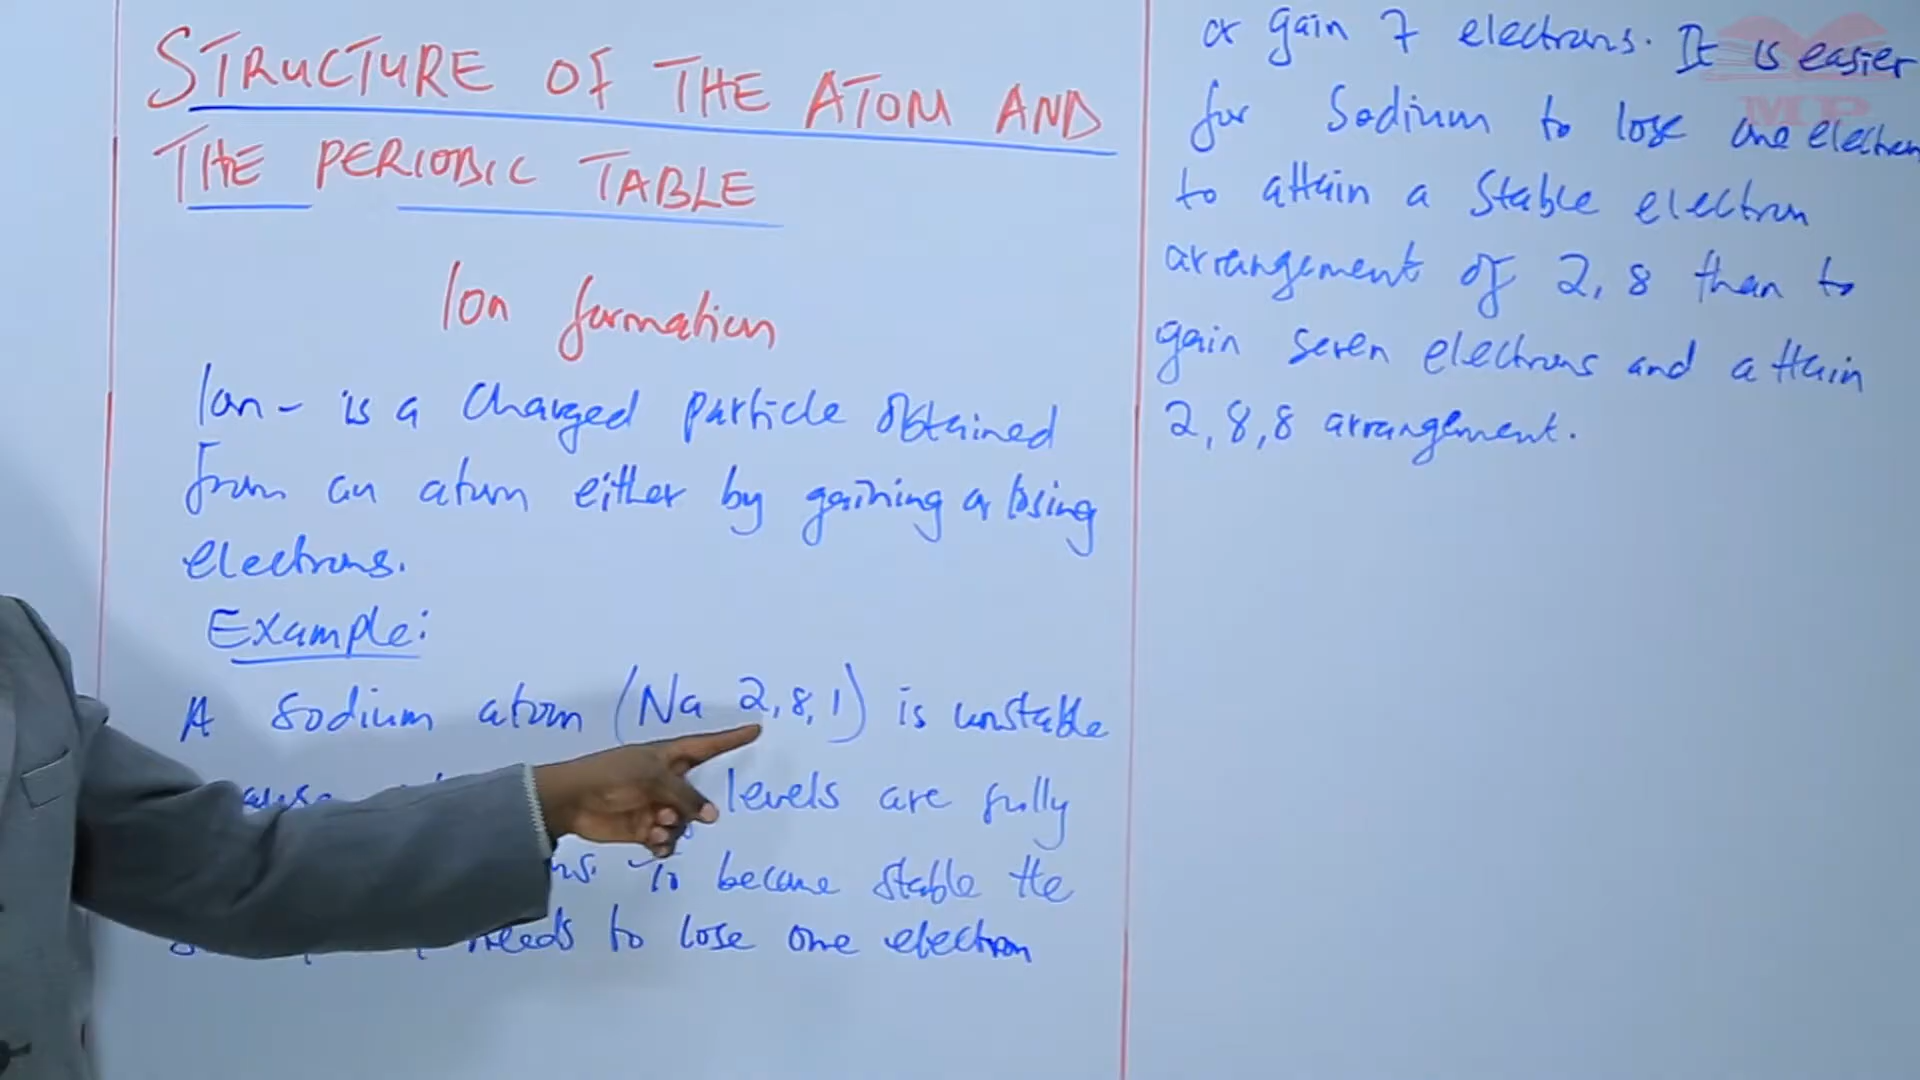 STRUCTURE OF THE ATOM AND
THE PERIODIC TABLE
Ion formation
Ion - is a charged particle obtained
from an atom either by gaining or losing
electrons.
Example:
A sodium atom (Na 2,8,1) is unstable
levels are fully
To become stable the
needs to lose one electron
or gain 7 electrons. It is easier
for Sodium to lose one electron
to attain a stable electron
arrangement of 2, 8 than to
gain seven electrons and attain
2,8,8 arrangement.
MP